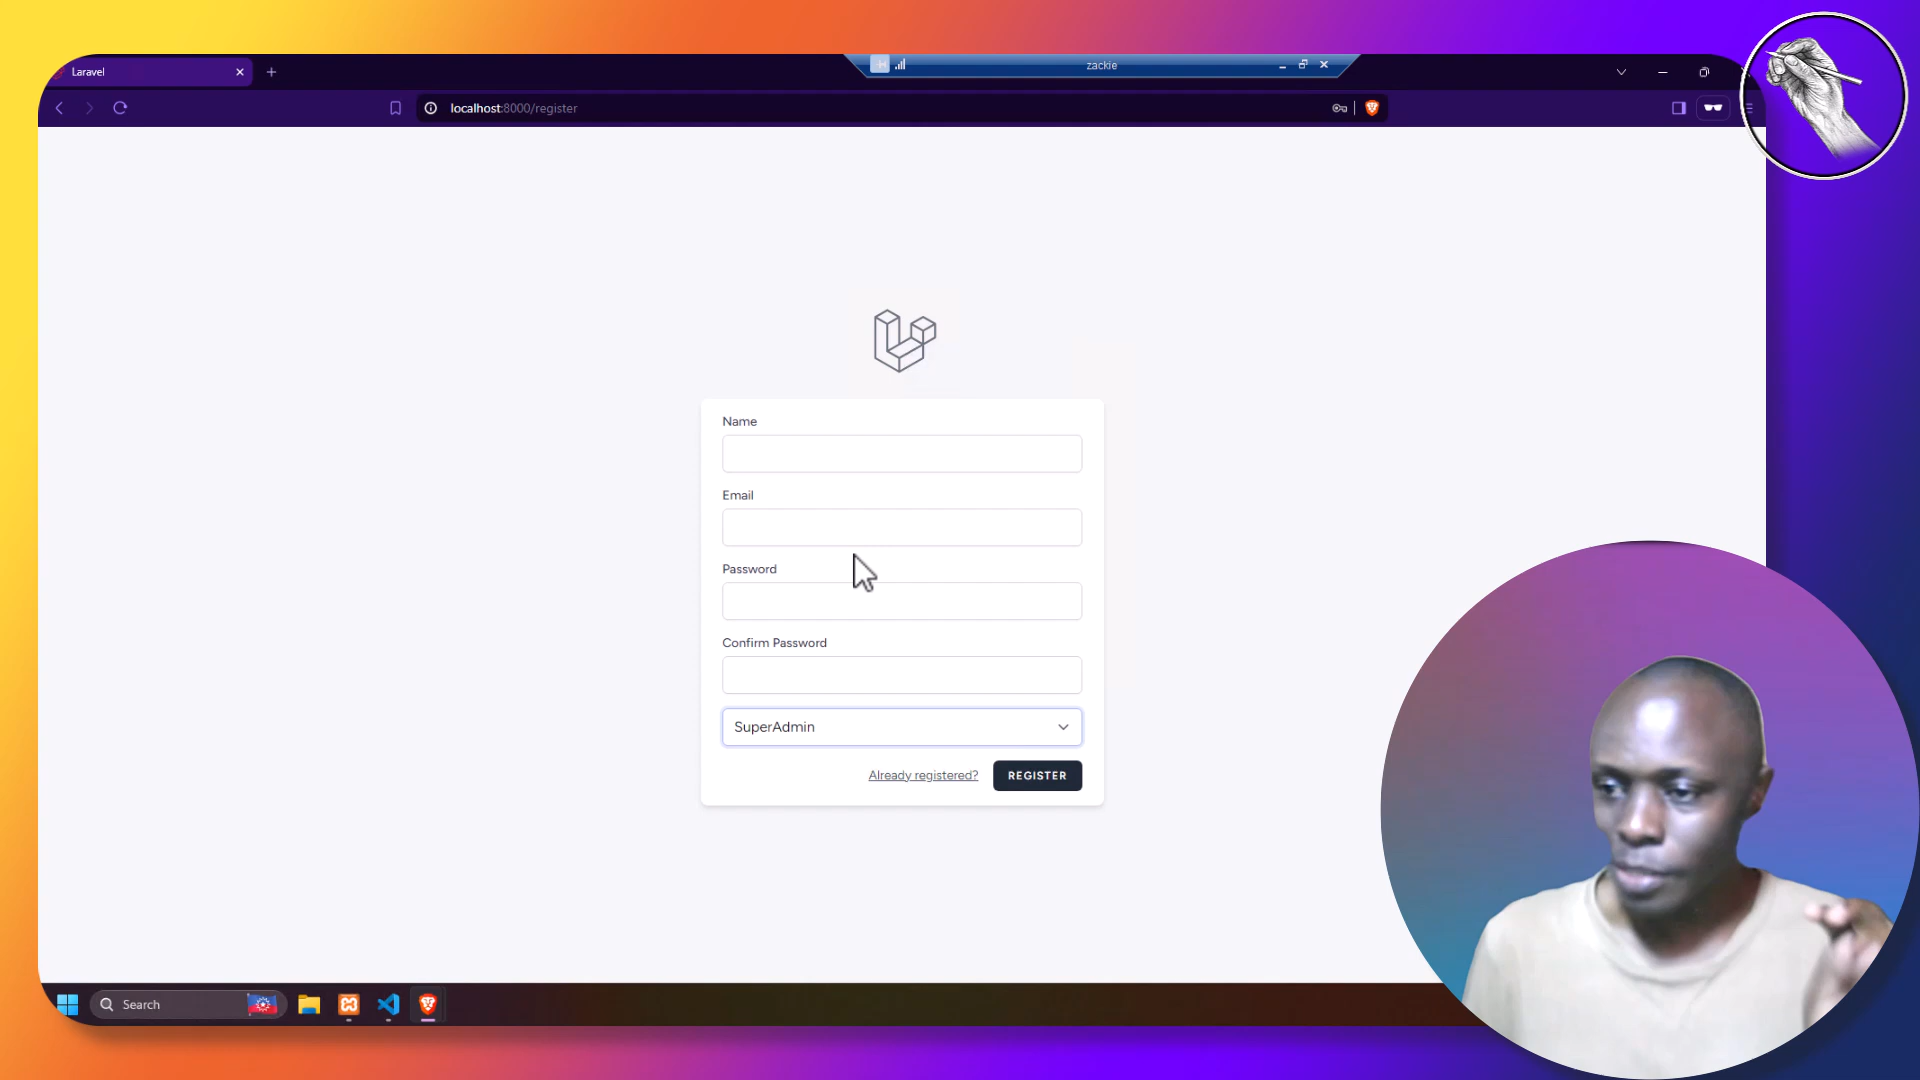 Laravel
zackie
localhost:8000/register
Name
Email
Password
Confirm Password
SuperAdmin
Already registered?
REGISTER
Search